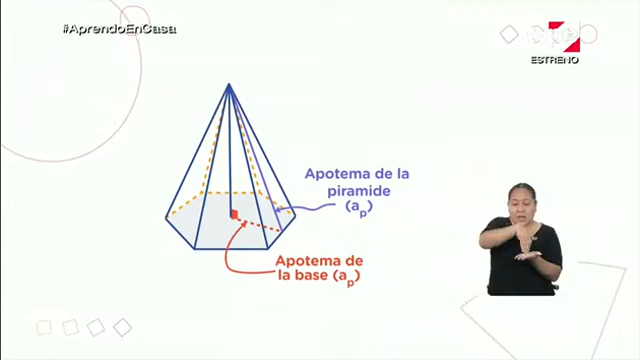 #AprendoEnCasa
ESTRENO
Apotema de la
piramide
(ap)
Apotema de
la base (ap)